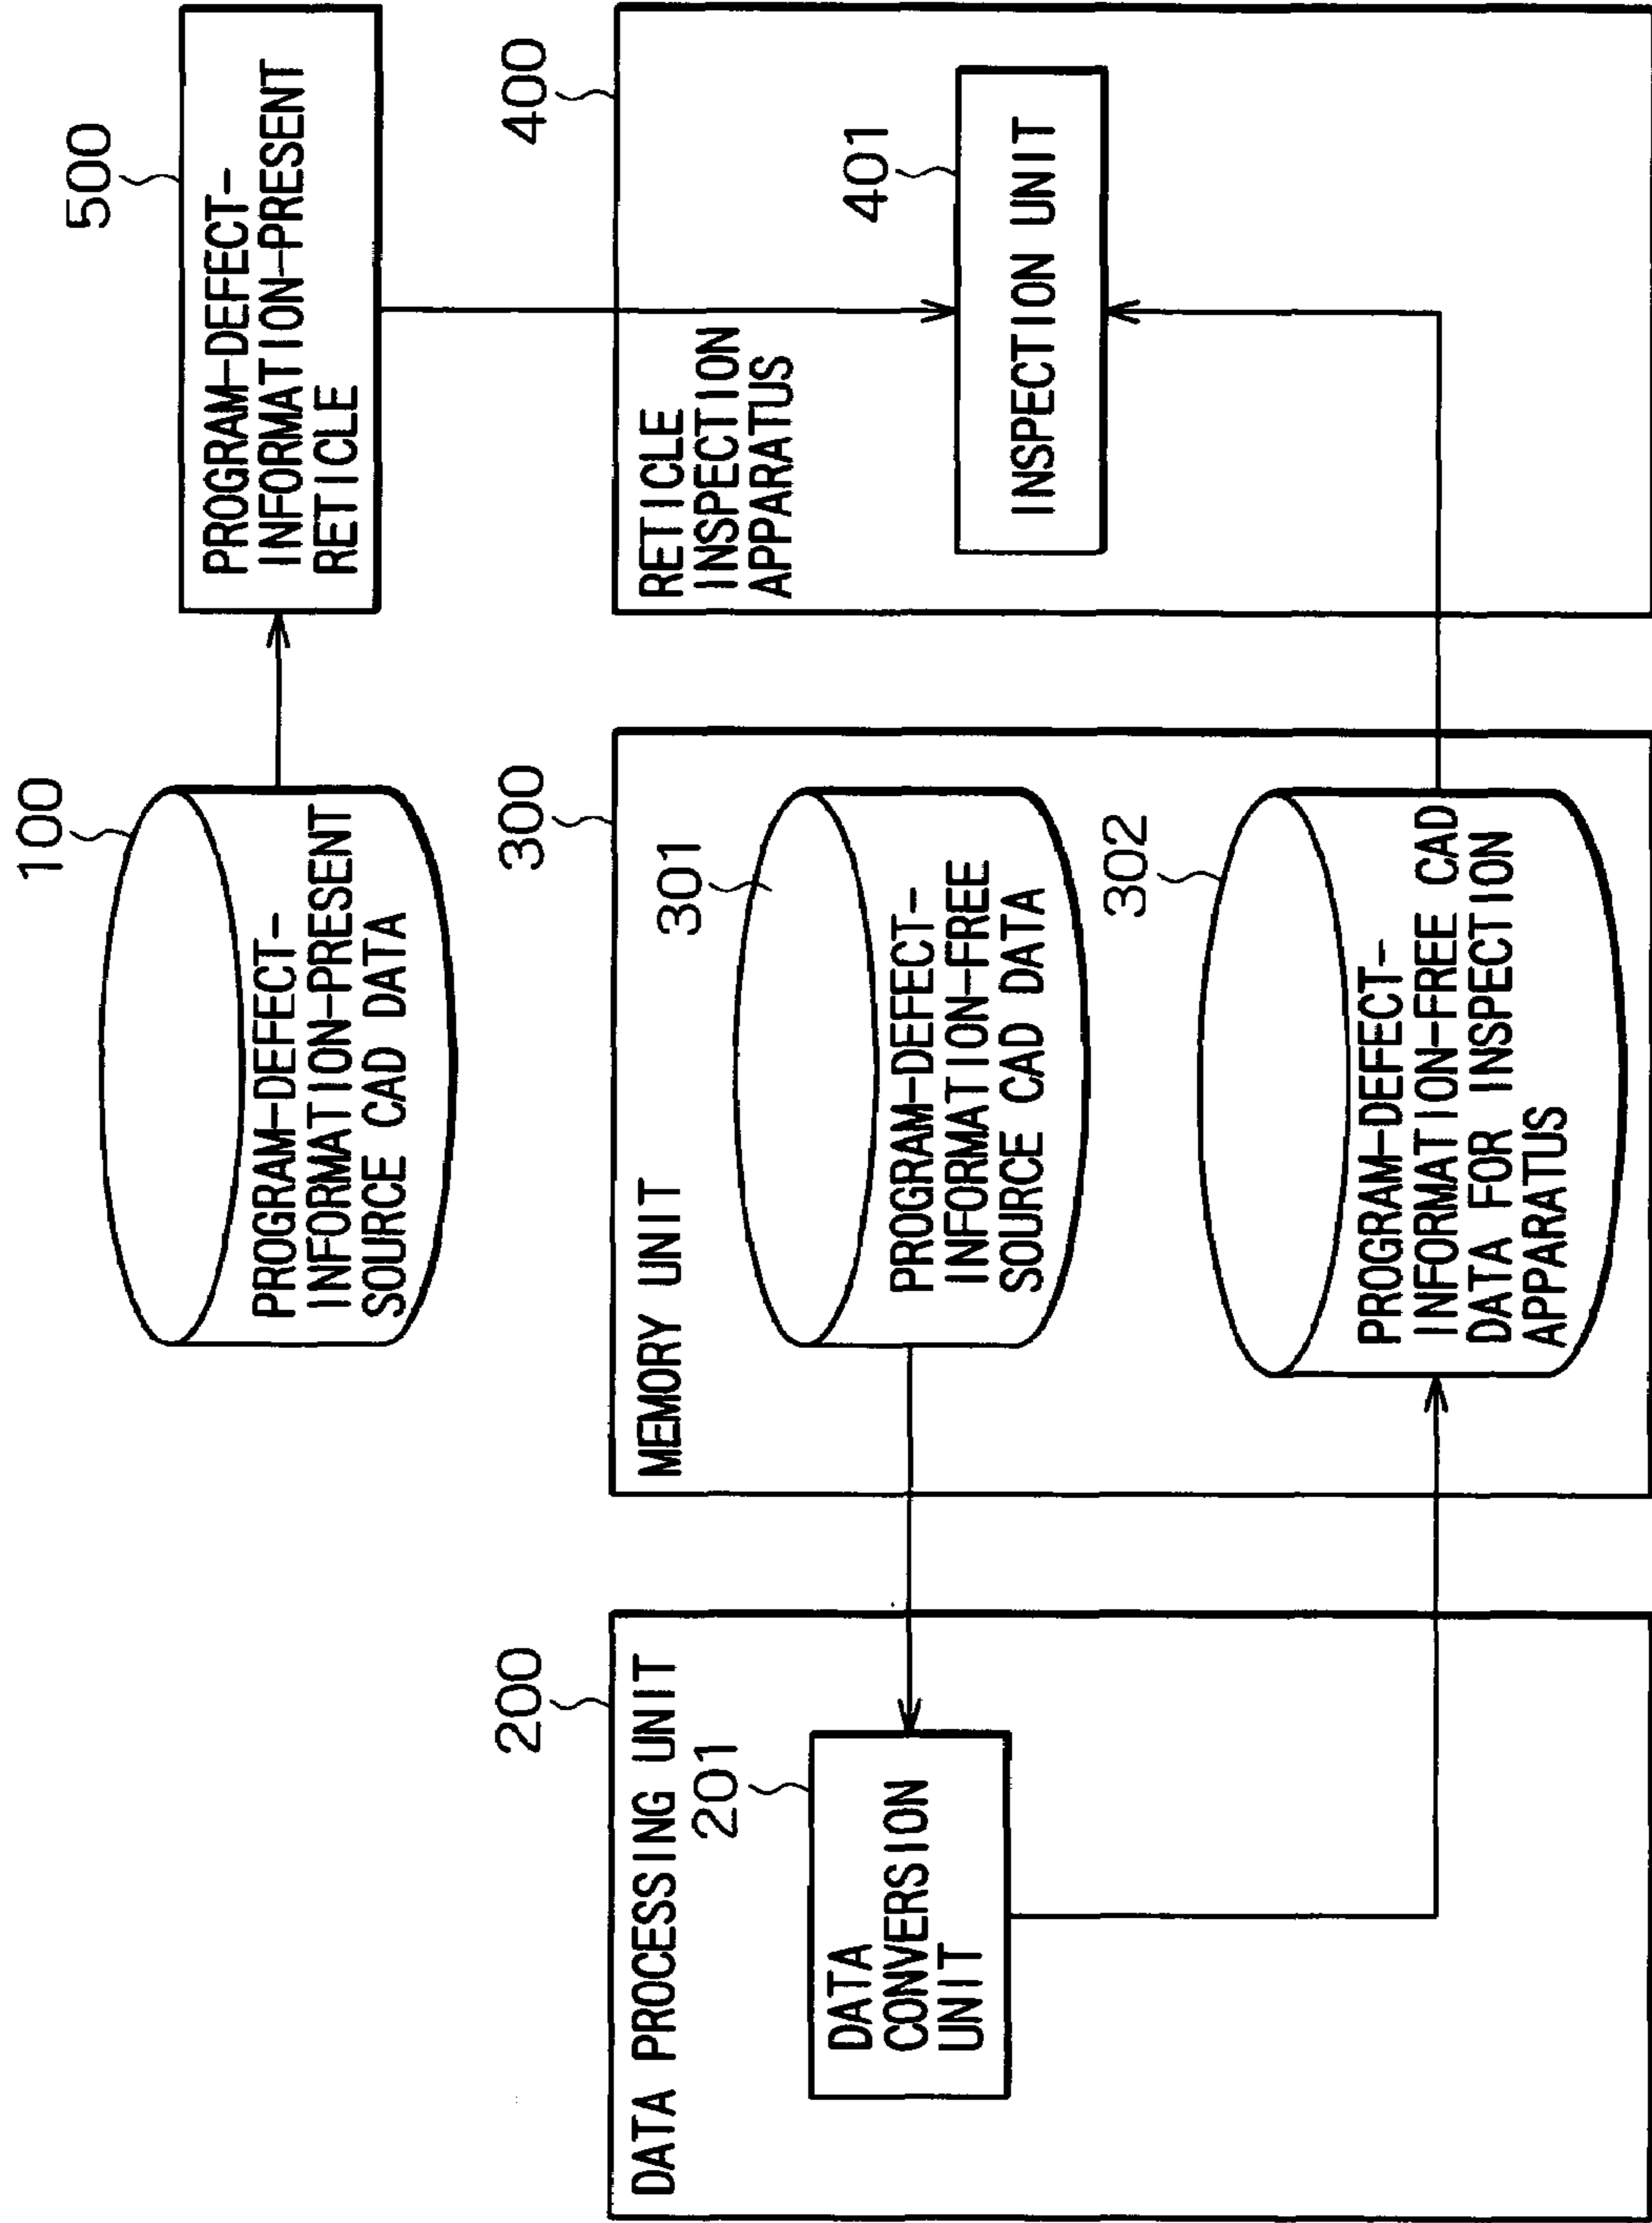 100
PROGRAM-DEFECT-
INFORMATION-PRESENT
SOURCE CAD DATA
500
PROGRAM-DEFECT-
INFORMATION-PRESENT
RETICLE
200
DATA PROCESSING UNIT
201
DATA
CONVERSION
UNIT
300
MEMORY UNIT
301
PROGRAM-DEFECT-
INFORMATION-FREE
SOURCE CAD DATA
302
PROGRAM-DEFECT-
INFORMATION-FREE CAD
DATA FOR INSPECTION
APPARATUS
400
RETICLE
INSPECTION
APPARATUS
401
INSPECTION UNIT